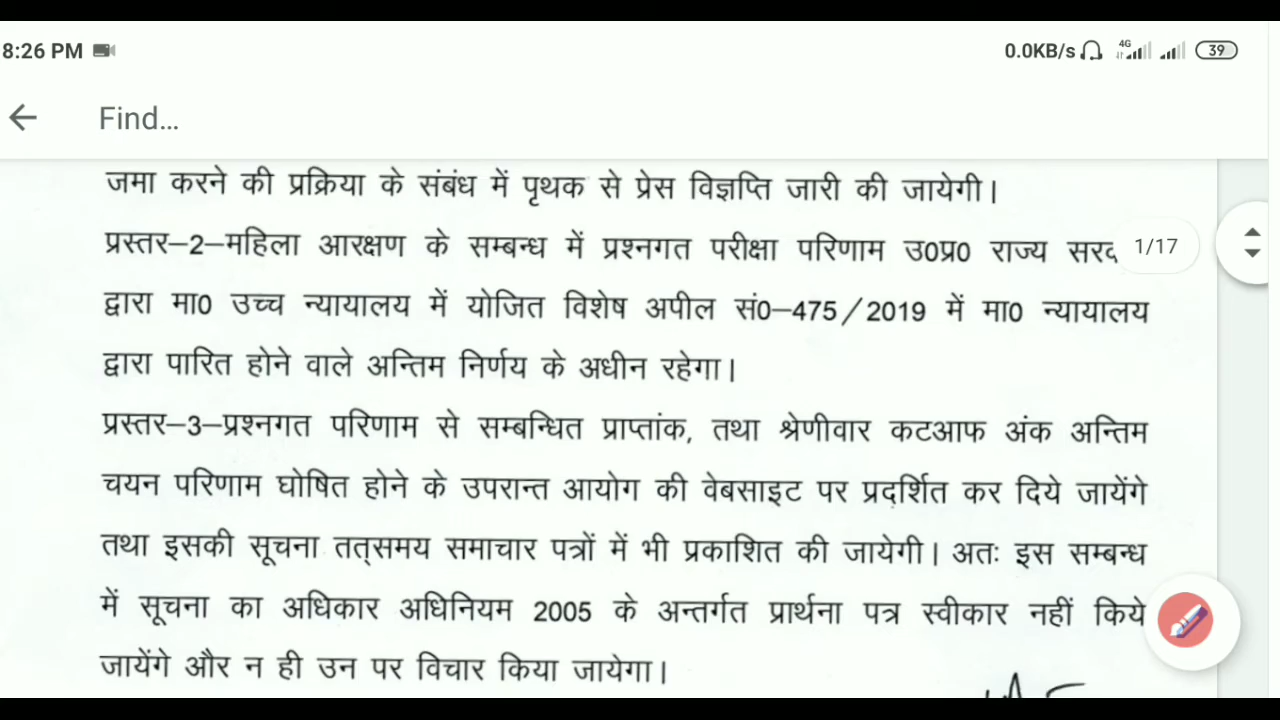 8:26 PM 0.0KB/s 4G 39
Find...
जमा करने की प्रक्रिया के संबंध में पृथक से प्रेस विज्ञप्ति जारी की जायेगी।
प्रस्तर–2–महिला आरक्षण के सम्बन्ध में प्रश्नगत परीक्षा परिणाम उ0प्र0 राज्य 1/17
द्वारा मा0 उच्च न्यायालय में योजित विशेष अपील सं0–475/2019 में मा0 न्यायालय
द्वारा पारित होने वाले अन्तिम निर्णय के अधीन रहेगा।
प्रस्तर–3–प्रश्नगत परिणाम से सम्बन्धित प्राप्तांक, तथा श्रेणीवार कटआफ अंक अन्तिम
चयन परिणाम घोषित होने के उपरान्त आयोग की वेबसाइट पर प्रदर्शित कर दिये जायेंगे
तथा इसकी सूचना तत्समय समाचार पत्रों में भी प्रकाशित की जायेगी। अतः इस सम्बन्ध
में सूचना का अधिकार अधिनियम 2005 के अन्तर्गत प्रार्थना पत्र स्वीकार नहीं किये
जायेंगे और न ही उन पर विचार किया जायेगा।